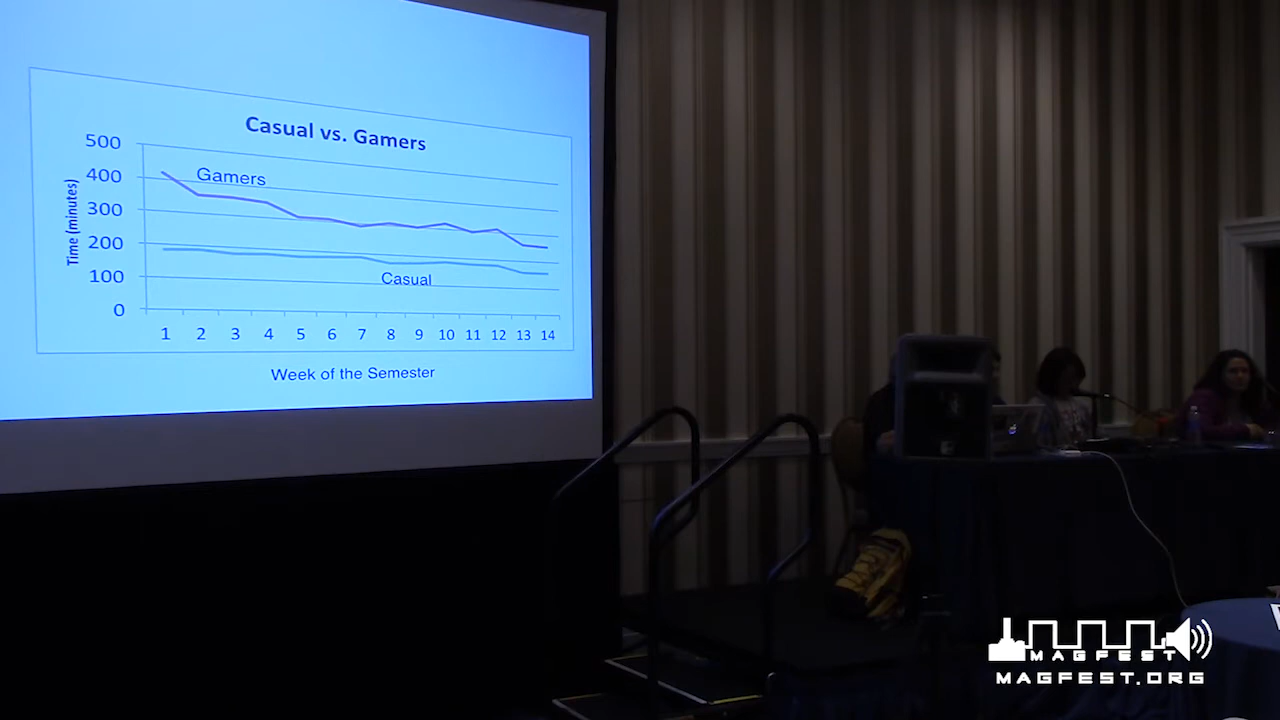 Casual vs. Gamers
500
400
300
200
100
0
Time (minutes)
Gamers
Casual
1 2 3 4 5 6 7 8 9 10 11 12 13 14
Week of the Semester
MAGFEST
MAGFEST.ORG